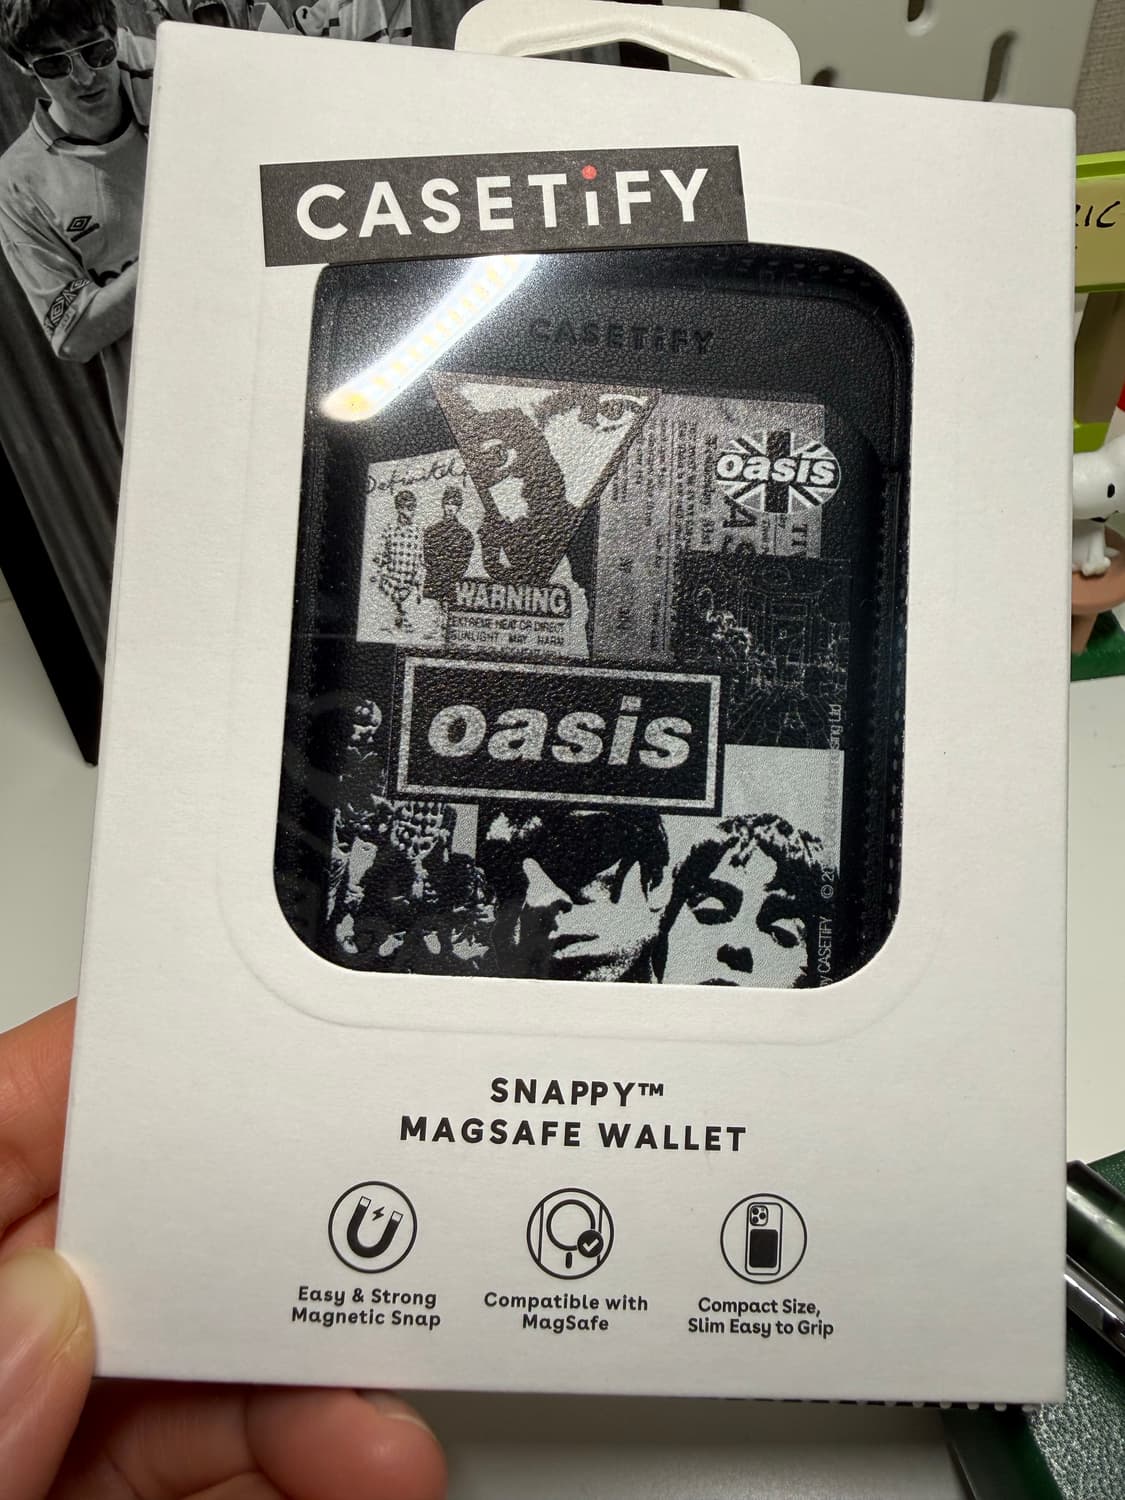 CASETiFY
CASETiFY
Definitely
oasis
WARNING
EXTREME HEAT OR DIRECT
SUNLIGHT MAY HARM
oasis
CASETiFY ©
SNAPPY™
MAGSAFE WALLET
Easy & Strong
Magnetic Snap
Compatible with
MagSafe
Compact Size,
Slim Easy to Grip